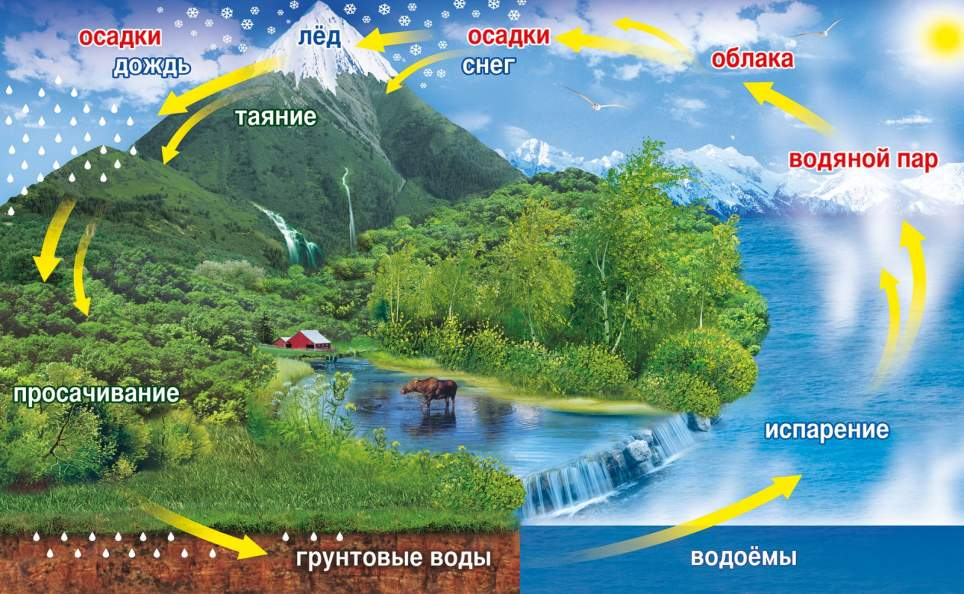 осадки
дождь
лёд
осадки
снег
облака
таяние
водяной пар
просачивание
испарение
грунтовые воды
водоёмы